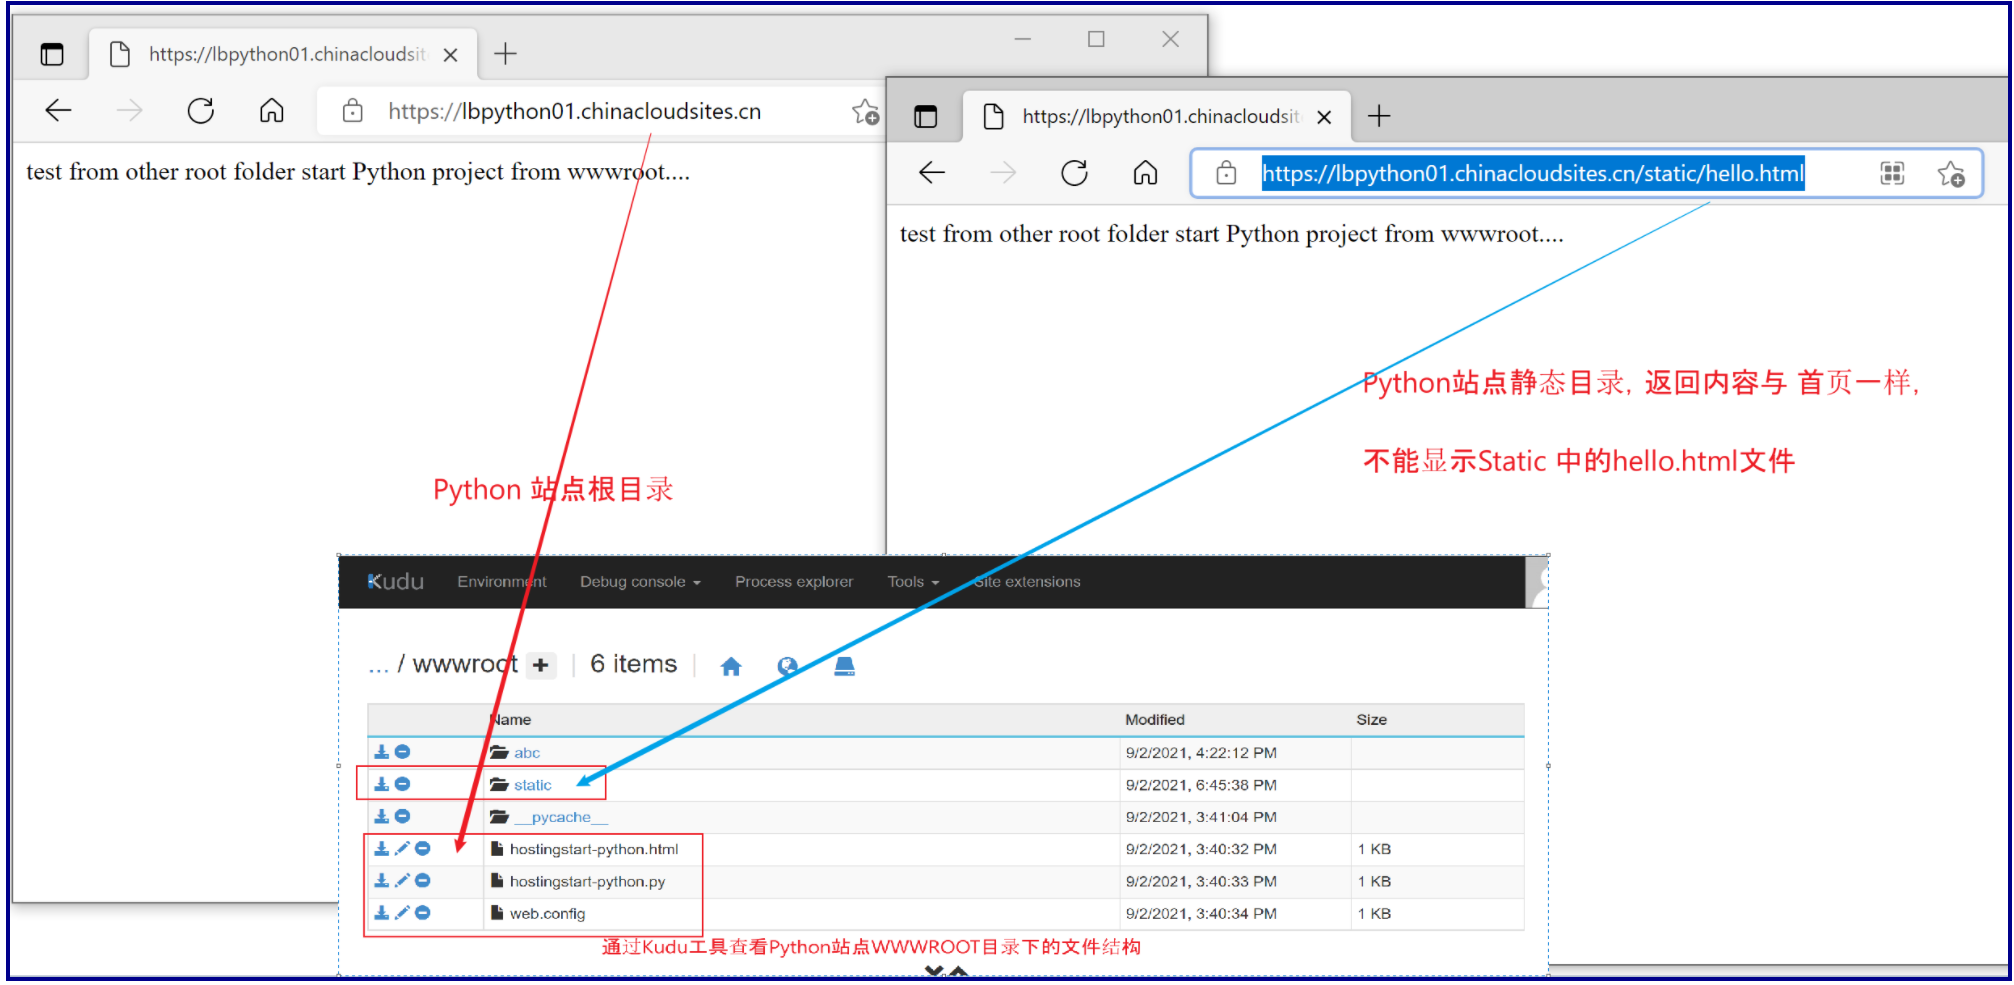 https://lbpython01.chinacloudsit
https://lbpython01.chinacloudsites.cn
test from other root folder start Python project from wwwroot....
https://lbpython01.chinacloudsit
https://lbpython01.chinacloudsites.cn/static/hello.html
test from other root folder start Python project from wwwroot....
Python站点静态目录, 返回内容与 首页一样,
不能显示Static 中的hello.html文件
Python 站点根目录
Kudu Environment Debug console Process explorer Tools Site extensions
... / wwwroot + | 6 items |
Name Modified Size
abc 9/2/2021, 4:22:12 PM
static 9/2/2021, 6:45:38 PM
__pycache__ 9/2/2021, 3:41:04 PM
hostingstart-python.html 9/2/2021, 3:40:32 PM 1 KB
hostingstart-python.py 9/2/2021, 3:40:33 PM 1 KB
web.config 9/2/2021, 3:40:34 PM 1 KB
通过Kudu工具查看Python站点WWWROOT目录下的文件结构